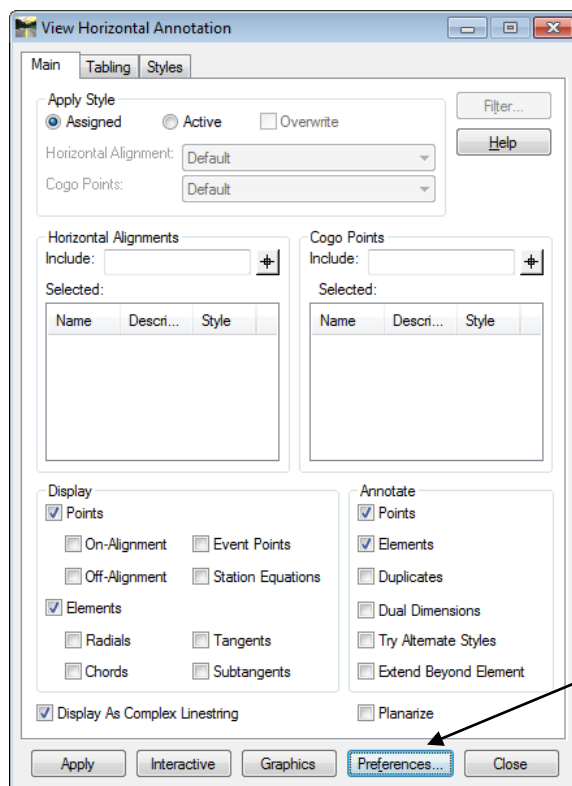 View Horizontal Annotation
Main Tabling Styles
Apply Style
Assigned Active Overwrite
Filter...
Help
Horizontal Alignment: Default
Cogo Points: Default
Horizontal Alignments
Include:
Selected:
Name Descri... Style
Cogo Points
Include:
Selected:
Name Descri... Style
Display
Points
On-Alignment Event Points
Off-Alignment Station Equations
Elements
Radials Tangents
Chords Subtangents
Annotate
Points
Elements
Duplicates
Dual Dimensions
Try Alternate Styles
Extend Beyond Element
Display As Complex Linestring
Planarize
Apply Interactive Graphics Preferences... Close